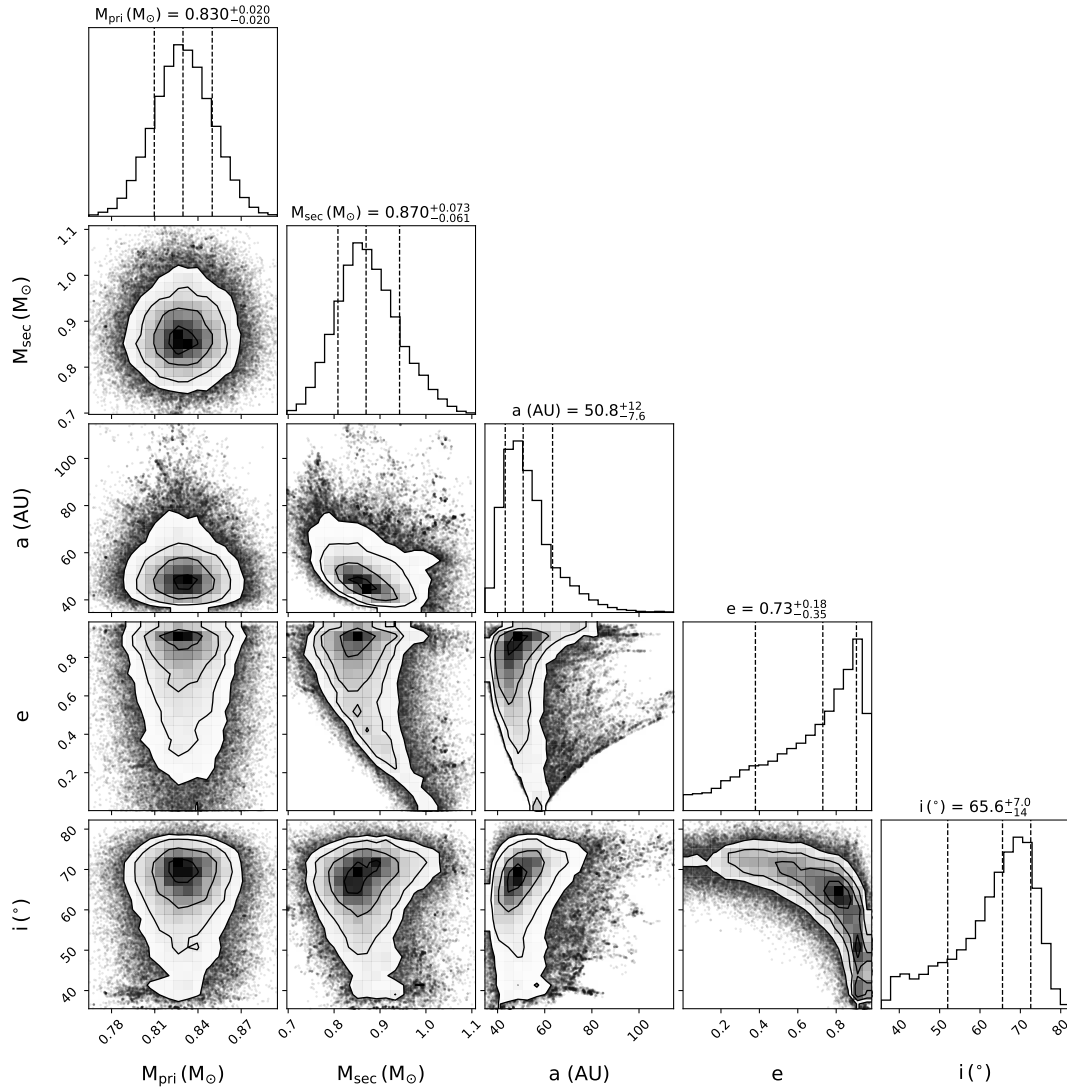 M_pri (M_⊙) = 0.830^{+0.020}_{-0.020}
M_sec (M_⊙) = 0.870^{+0.073}_{-0.061}
1.1
1.0
0.9
0.8
0.7
M_sec (M_⊙)
a (AU) = 50.8^{+12}_{-7.6}
100
80
60
40
a (AU)
e = 0.73^{+0.18}_{-0.35}
0.8
0.6
0.4
0.2
e
i (°) = 65.6^{+7.0}_{-14}
80
70
60
50
40
i (°)
0.78 0.81 0.84 0.87
0.7 0.8 0.9 1.0 1.1
40 60 80 100
0.2 0.4 0.6 0.8
40 50 60 70 80
M_pri (M_⊙) M_sec (M_⊙) a (AU) e i (°)